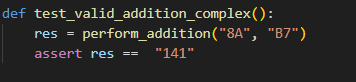 def test_valid_addition_complex():
    res = perform_addition("8A", "B7")
    assert res ==  "141"